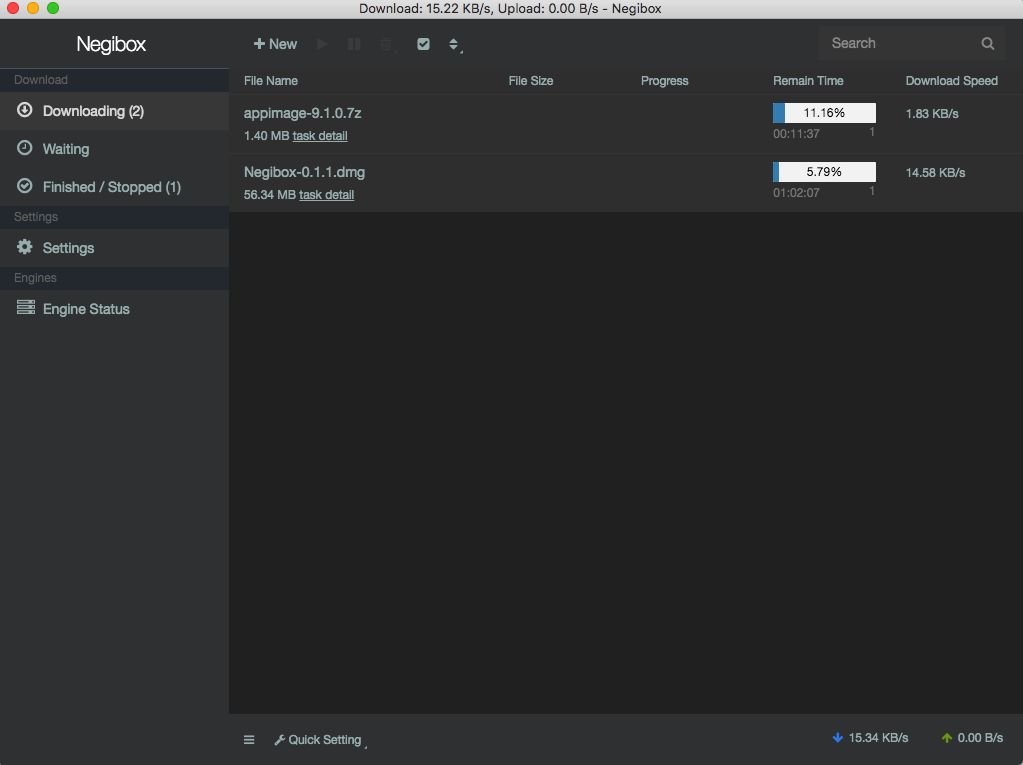 Download: 15.22 KB/s, Upload: 0.00 B/s - Negibox
Negibox
New
Search
Download
Downloading (2)
Waiting
Finished / Stopped (1)
Settings
Settings
Engines
Engine Status
File Name File Size Progress Remain Time Download Speed
appimage-9.1.0.7z 11.16% 1.83 KB/s
1.40 MB task detail 00:11:37 1
Negibox-0.1.1.dmg 5.79% 14.58 KB/s
56.34 MB task detail 01:02:07 1
Quick Setting 15.34 KB/s 0.00 B/s